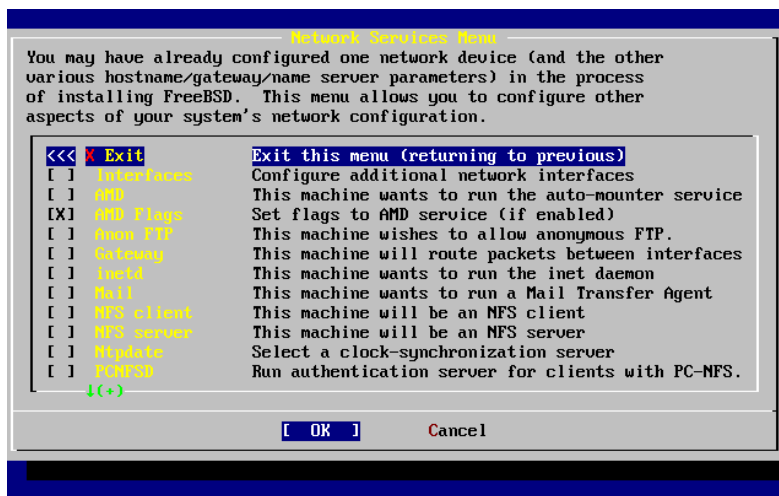 Network Services Menu
You may have already configured one network device (and the other
various hostname/gateway/name server parameters) in the process
of installing FreeBSD.  This menu allows you to configure other
aspects of your system's network configuration.
<<< X Exit Exit this menu (returning to previous)
[ ] Interfaces Configure additional network interfaces
[ ] AMD This machine wants to run the auto-mounter service
[X] AMD Flags Set flags to AMD service (if enabled)
[ ] Anon FTP This machine wishes to allow anonymous FTP.
[ ] Gateway This machine will route packets between interfaces
[ ] inetd This machine wants to run the inet daemon
[ ] Mail This machine wants to run a Mail Transfer Agent
[ ] NFS client This machine will be an NFS client
[ ] NFS server This machine will be an NFS server
[ ] Ntpdate Select a clock-synchronization server
[ ] PCNFSD Run authentication server for clients with PC-NFS.
↓(+)
[ OK ] Cancel